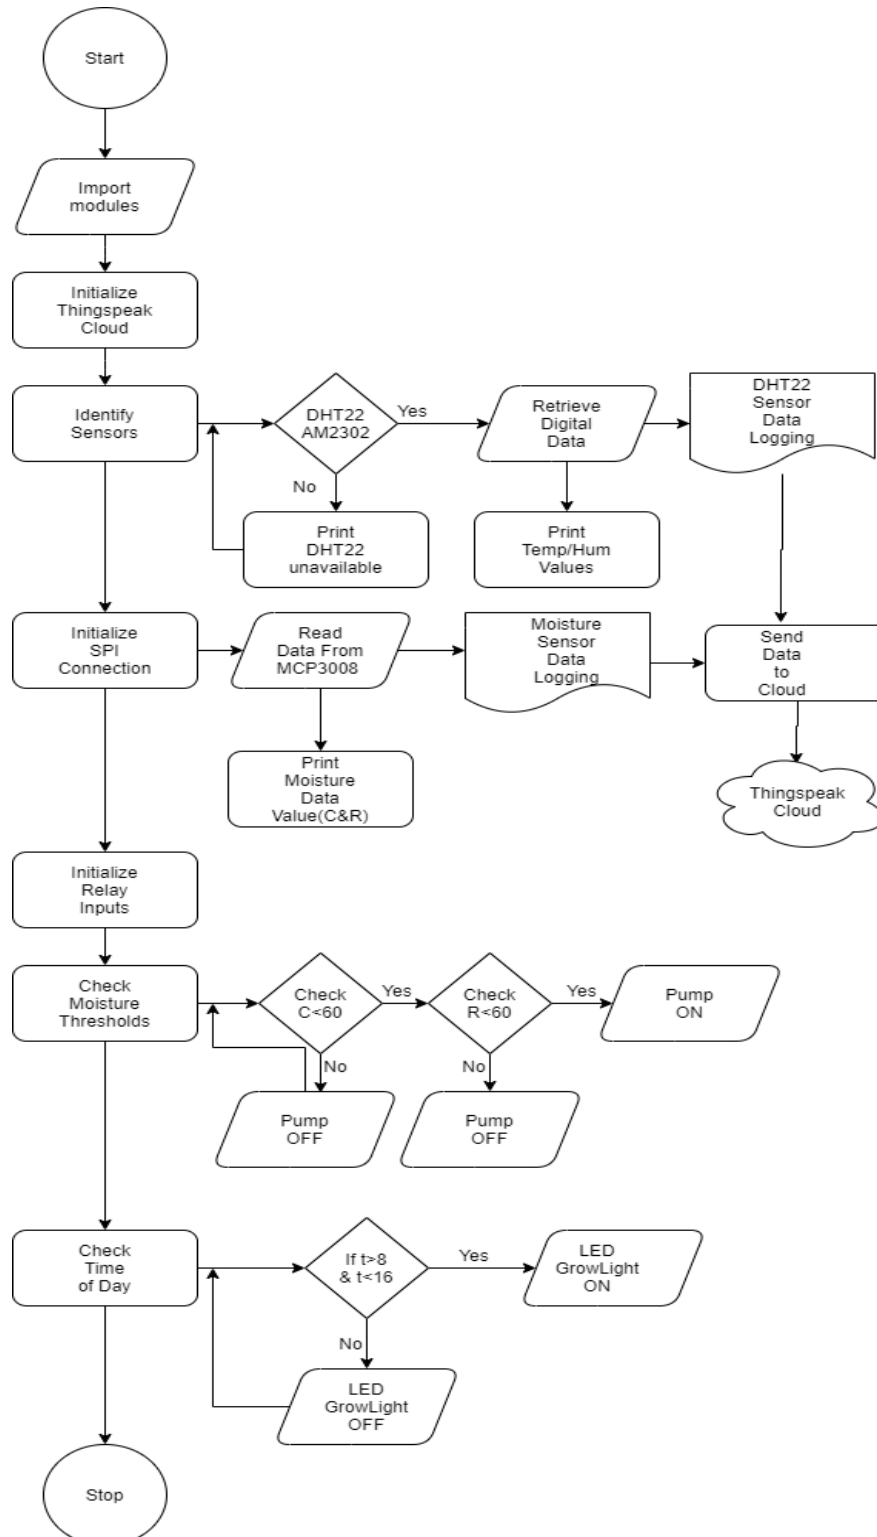 Start
Import
modules
Initialize
Thingspeak
Cloud
Identify
Sensors
DHT22
AM2302
Yes
Retrieve
Digital
Data
DHT22
Sensor
Data
Logging
No
Print
DHT22
unavailable
Print
Temp/Hum
Values
Initialize
SPI
Connection
Read
Data From
MCP3008
Moisture
Sensor
Data
Logging
Send
Data
to
Cloud
Print
Moisture
Data
Value(C&R)
Thingspeak
Cloud
Initialize
Relay
Inputs
Check
Moisture
Thresholds
Check
C<60
Yes
Check
R<60
Yes
Pump
ON
No
No
Pump
OFF
Pump
OFF
Check
Time
of Day
If t>8
& t<16
Yes
LED
GrowLight
ON
No
LED
GrowLight
OFF
Stop